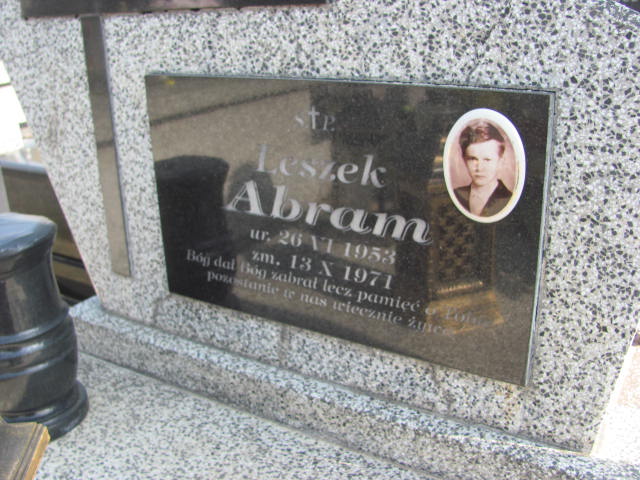 Ś†P.
Leszek
Abram
ur. 26 VI 1953
zm. 13 X 1971
Bóg dał Bóg zabrał lecz pamięć o Tobie
pozostanie w nas wiecznie żywa